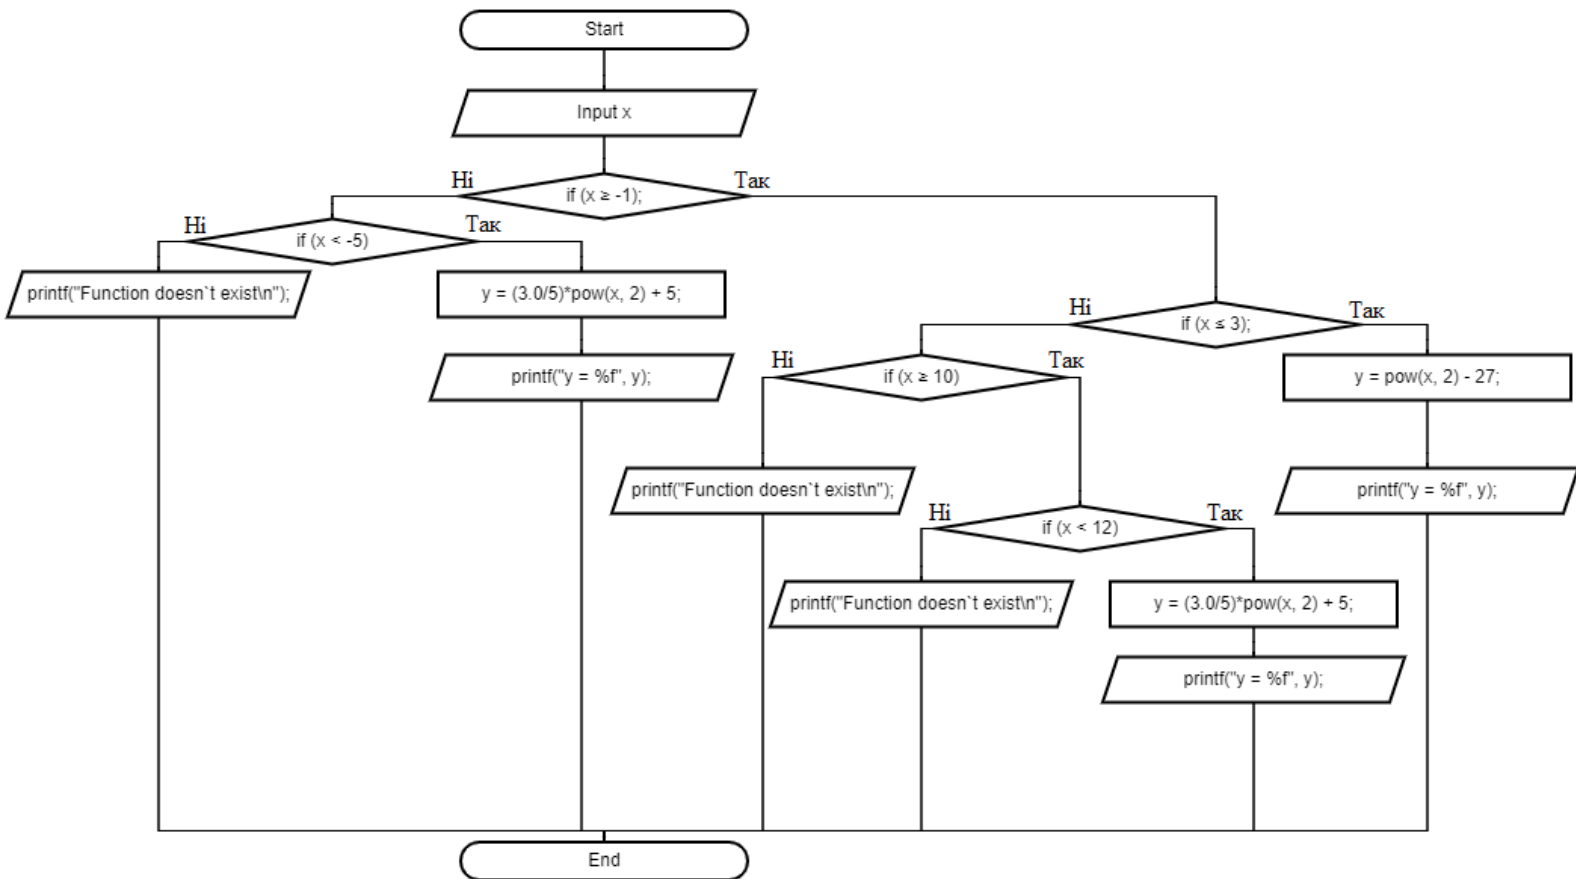 Start
Input x
Ні
if (x ≥ -1);
Так
Ні
if (x < -5)
Так
printf("Function doesn`t exist\n");
y = (3.0/5)*pow(x, 2) + 5;
printf("y = %f", y);
Ні
if (x ≤ 3);
Так
Ні
if (x ≥ 10)
Так
y = pow(x, 2) - 27;
printf("Function doesn`t exist\n");
printf("y = %f", y);
Ні
if (x < 12)
Так
printf("Function doesn`t exist\n");
y = (3.0/5)*pow(x, 2) + 5;
printf("y = %f", y);
End